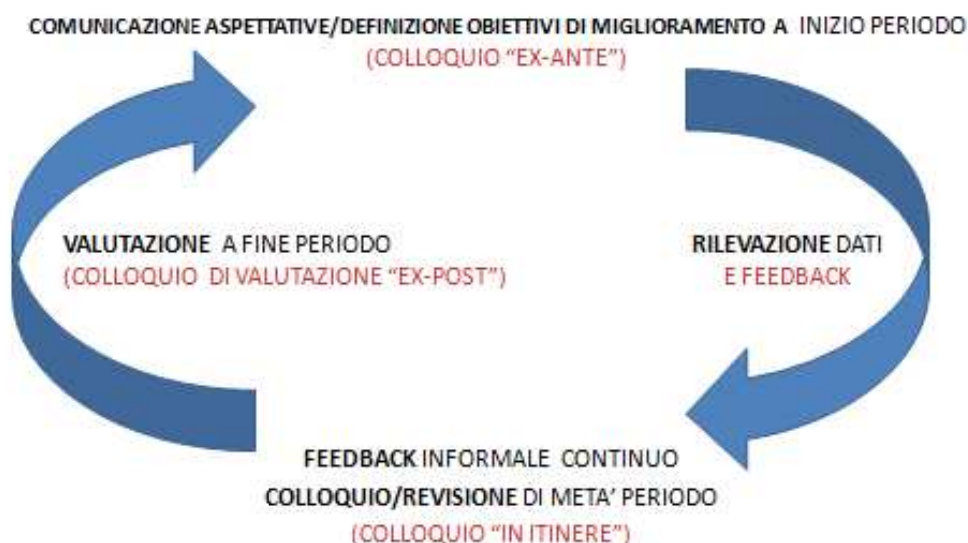 COMUNICAZIONE ASPETTATIVE/DEFINIZIONE OBIETTIVI DI MIGLIORAMENTO A INIZIO PERIODO
(COLLOQUIO "EX-ANTE")
VALUTAZIONE A FINE PERIODO
(COLLOQUIO DI VALUTAZIONE "EX-POST")
RILEVAZIONE DATI
E FEEDBACK
FEEDBACK INFORMALE CONTINUO
COLLOQUIO/REVISIONE DI META' PERIODO
(COLLOQUIO "IN ITINERE")